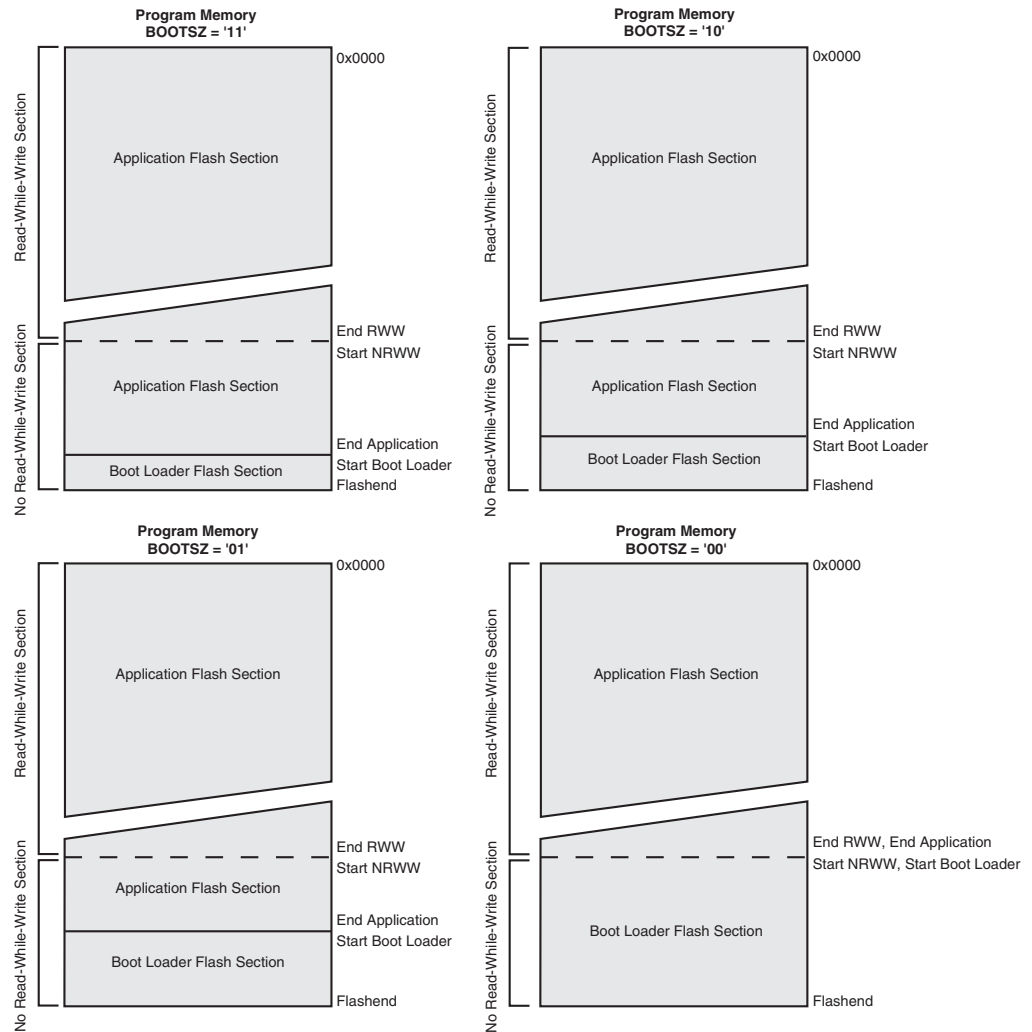 Program Memory
BOOTSZ = '11'
0x0000
Read-While-Write Section
Application Flash Section
End RWW
Start NRWW
No Read-While-Write Section
Application Flash Section
End Application
Start Boot Loader
Boot Loader Flash Section
Flashend
Program Memory
BOOTSZ = '10'
0x0000
Read-While-Write Section
Application Flash Section
End RWW
Start NRWW
No Read-While-Write Section
Application Flash Section
End Application
Start Boot Loader
Boot Loader Flash Section
Flashend
Program Memory
BOOTSZ = '01'
0x0000
Read-While-Write Section
Application Flash Section
End RWW
Start NRWW
No Read-While-Write Section
Application Flash Section
End Application
Start Boot Loader
Boot Loader Flash Section
Flashend
Program Memory
BOOTSZ = '00'
0x0000
Read-While-Write Section
Application Flash Section
End RWW, End Application
Start NRWW, Start Boot Loader
No Read-While-Write Section
Boot Loader Flash Section
Flashend